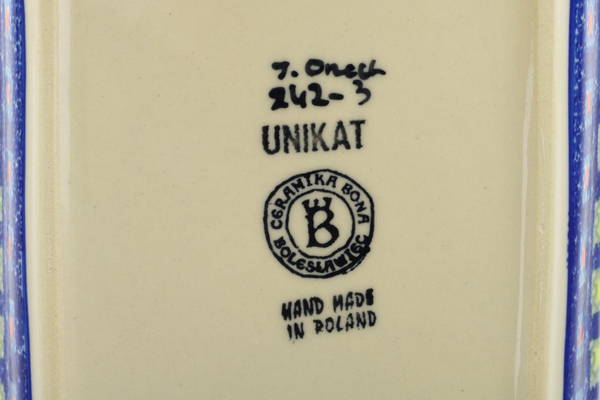 J. Onech
242-3
UNIKAT
CERAMIKA BONA
B
BOLESŁAWIEC
HAND MADE
IN POLAND